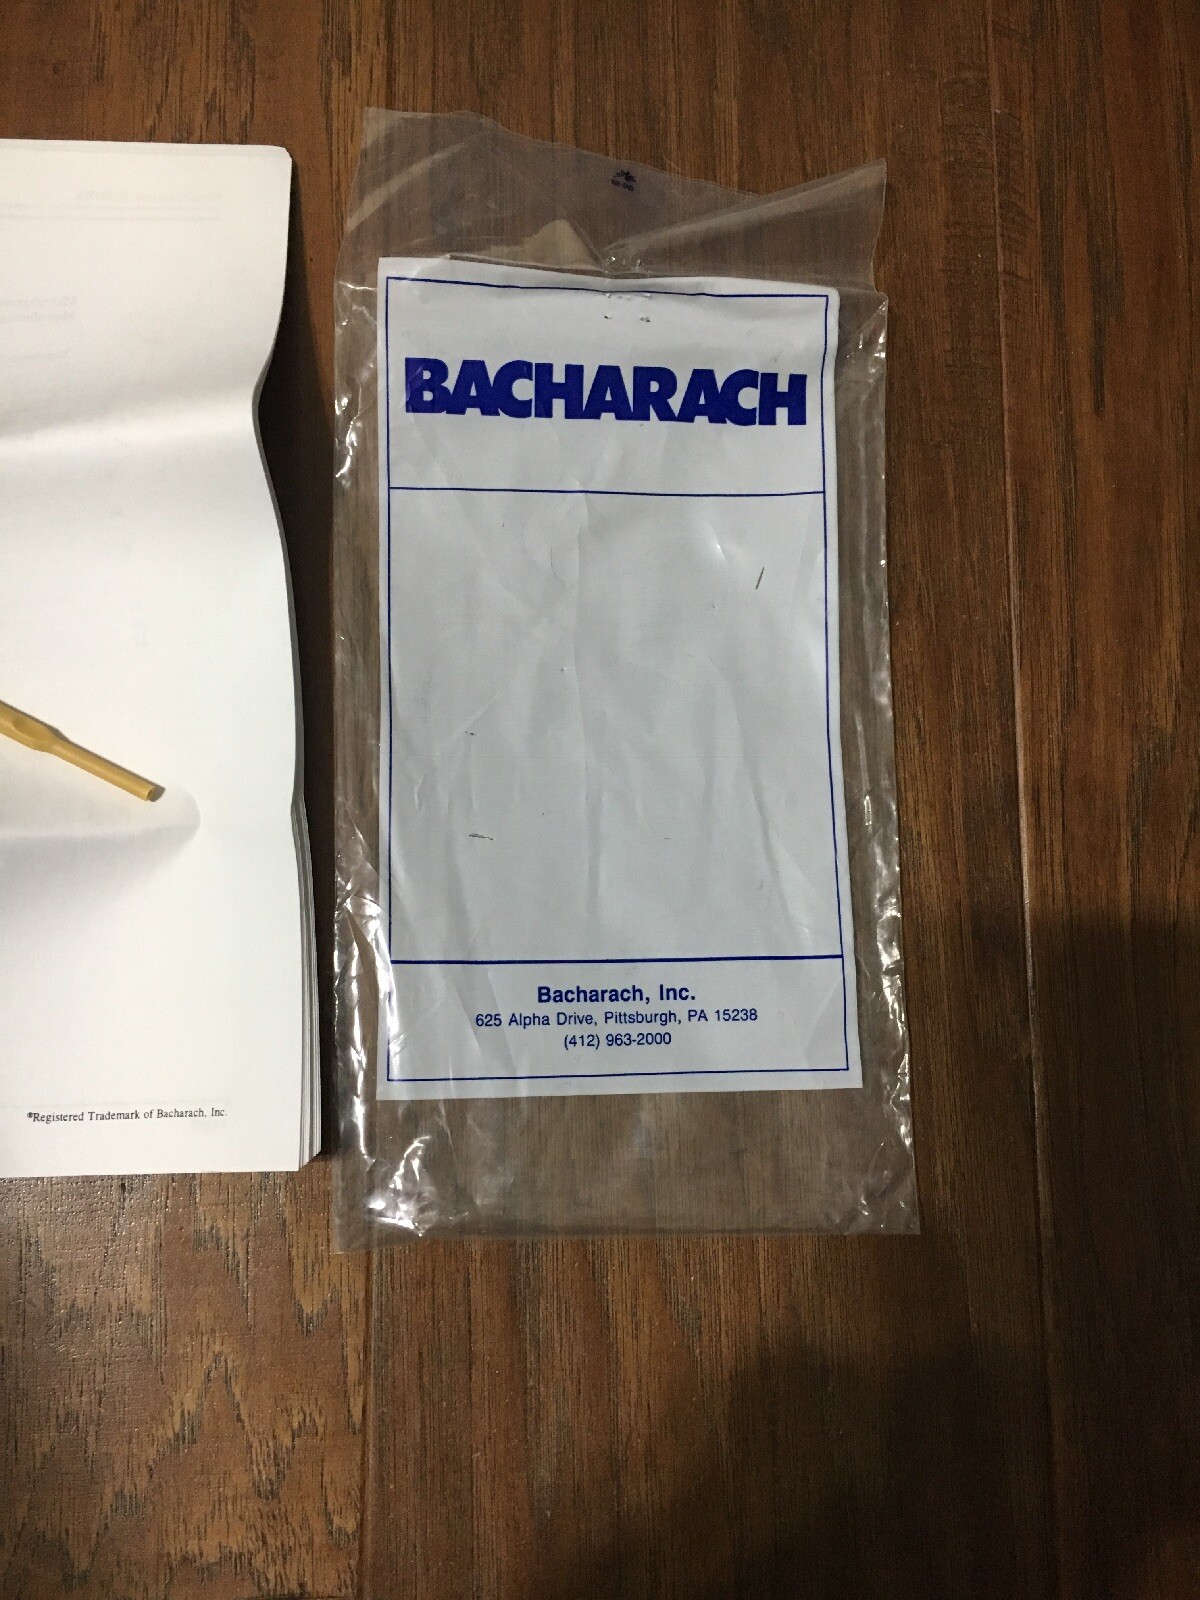 BACHARACH
Bacharach, Inc.
625 Alpha Drive, Pittsburgh, PA 15238
(412) 963-2000
®Registered Trademark of Bacharach, Inc.